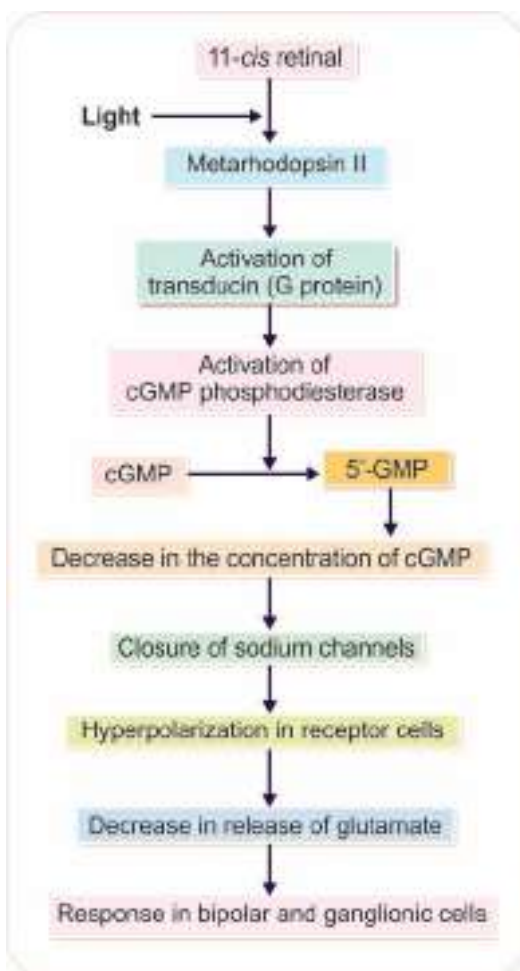 11-cis retinal
Light
Metarhodopsin II
Activation of
transducin (G protein)
Activation of
cGMP phosphodiesterase
cGMP
5'-GMP
Decrease in the concentration of cGMP
Closure of sodium channels
Hyperpolarization in receptor cells
Decrease in release of glutamate
Response in bipolar and ganglionic cells